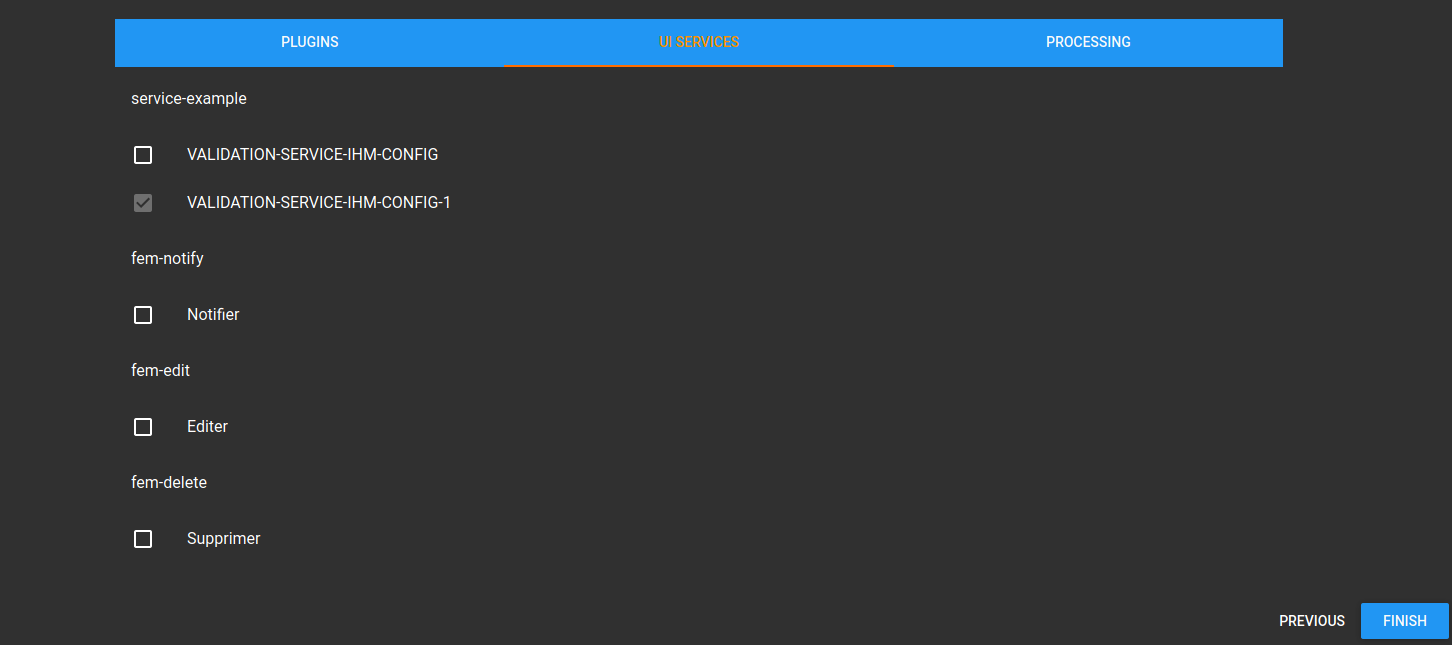 PLUGINS UI SERVICES PROCESSING
service-example
VALIDATION-SERVICE-IHM-CONFIG
VALIDATION-SERVICE-IHM-CONFIG-1
fem-notify
Notifier
fem-edit
Editer
fem-delete
Supprimer
PREVIOUS FINISH